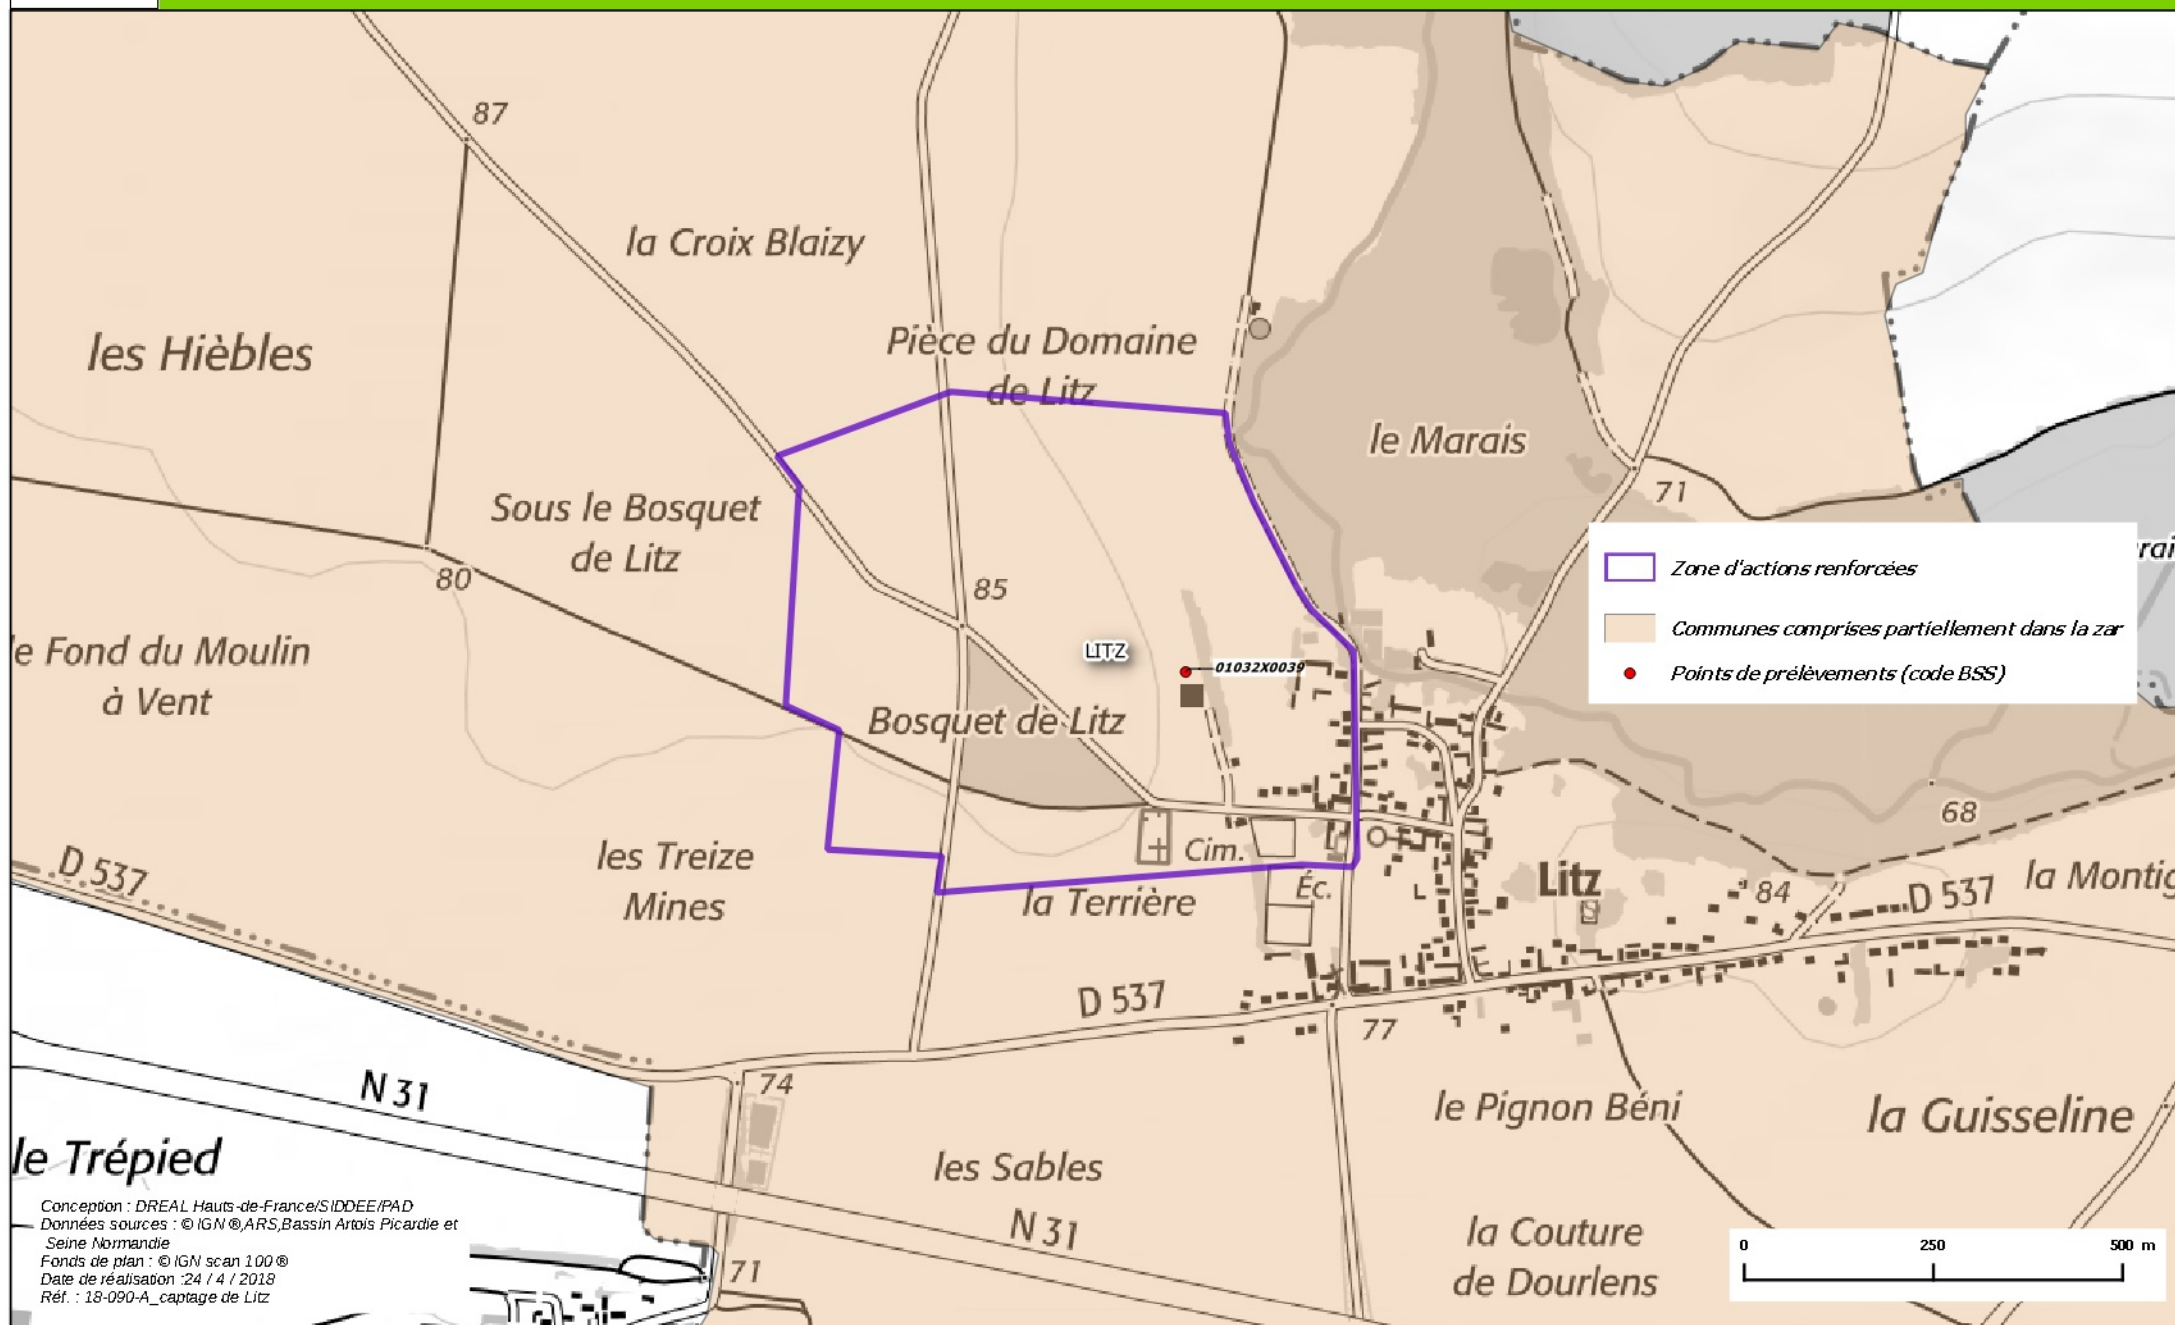 87
la Croix Blaizy
les Hièbles
Pièce du Domaine
de Litz
le Marais
Sous le Bosquet
de Litz
71
80
85
Zone d'actions renforcées
Communes comprises partiellement dans la zar
Points de prélèvements (code BSS)
e Fond du Moulin
à Vent
LITZ
01032X0039
Bosquet de Litz
68
les Treize
Mines
Cim.
Éc.
la Terrière
Litz
84
D 537
la Montig
D 537
D 537
77
74
N 31
le Pignon Béni
la Guisseline
le Trépied
les Sables
N 31
la Couture
de Dourlens
71
Conception : DREAL Hauts-de-France/SIDDEE/PAD
Données sources : © IGN ®,ARS,Bassin Artois Picardie et
Seine Normandie
Fonds de plan : © IGN scan 100 ®
Date de réalisation :24 / 4 / 2018
Réf. : 18-090-A_captage de Litz
0 250 500 m